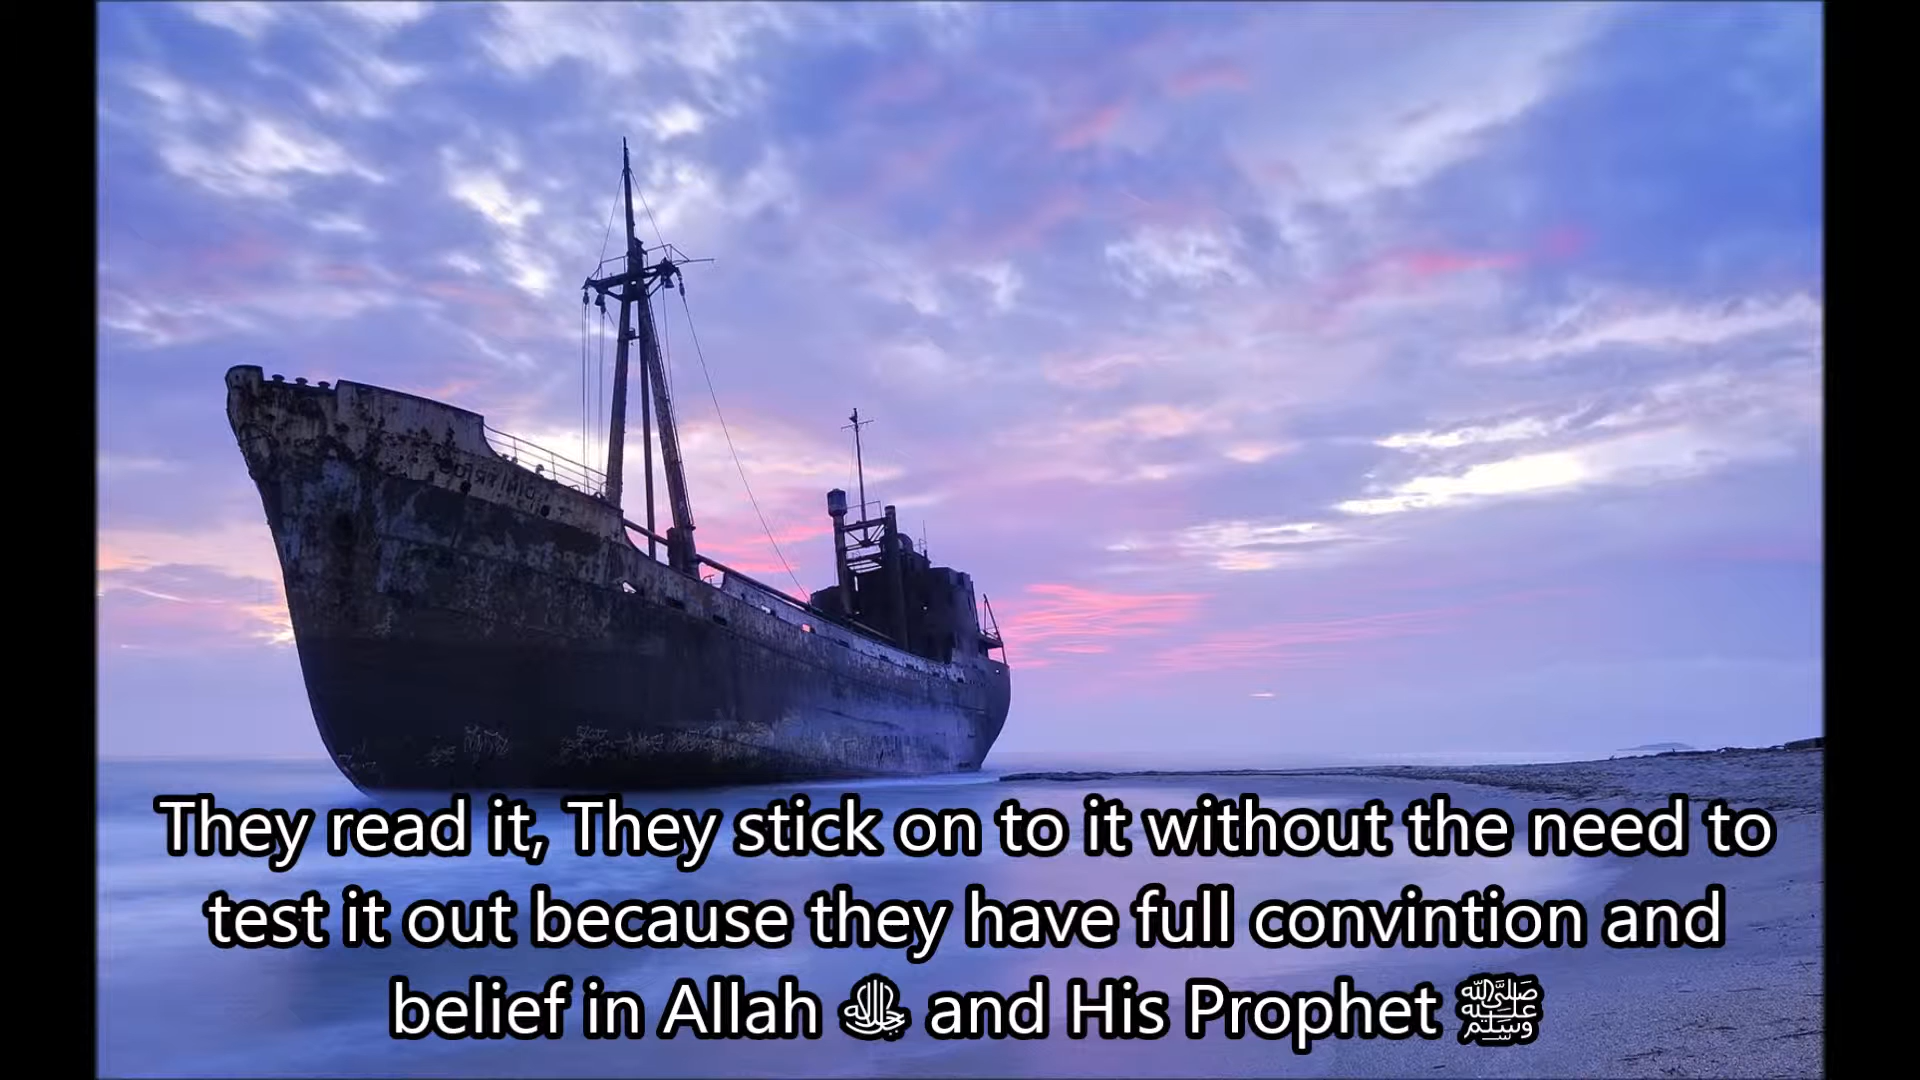 They read it, They stick on to it without the need to
test it out because they have full convintion and
belief in Allah ﷻ and His Prophet ﷺ